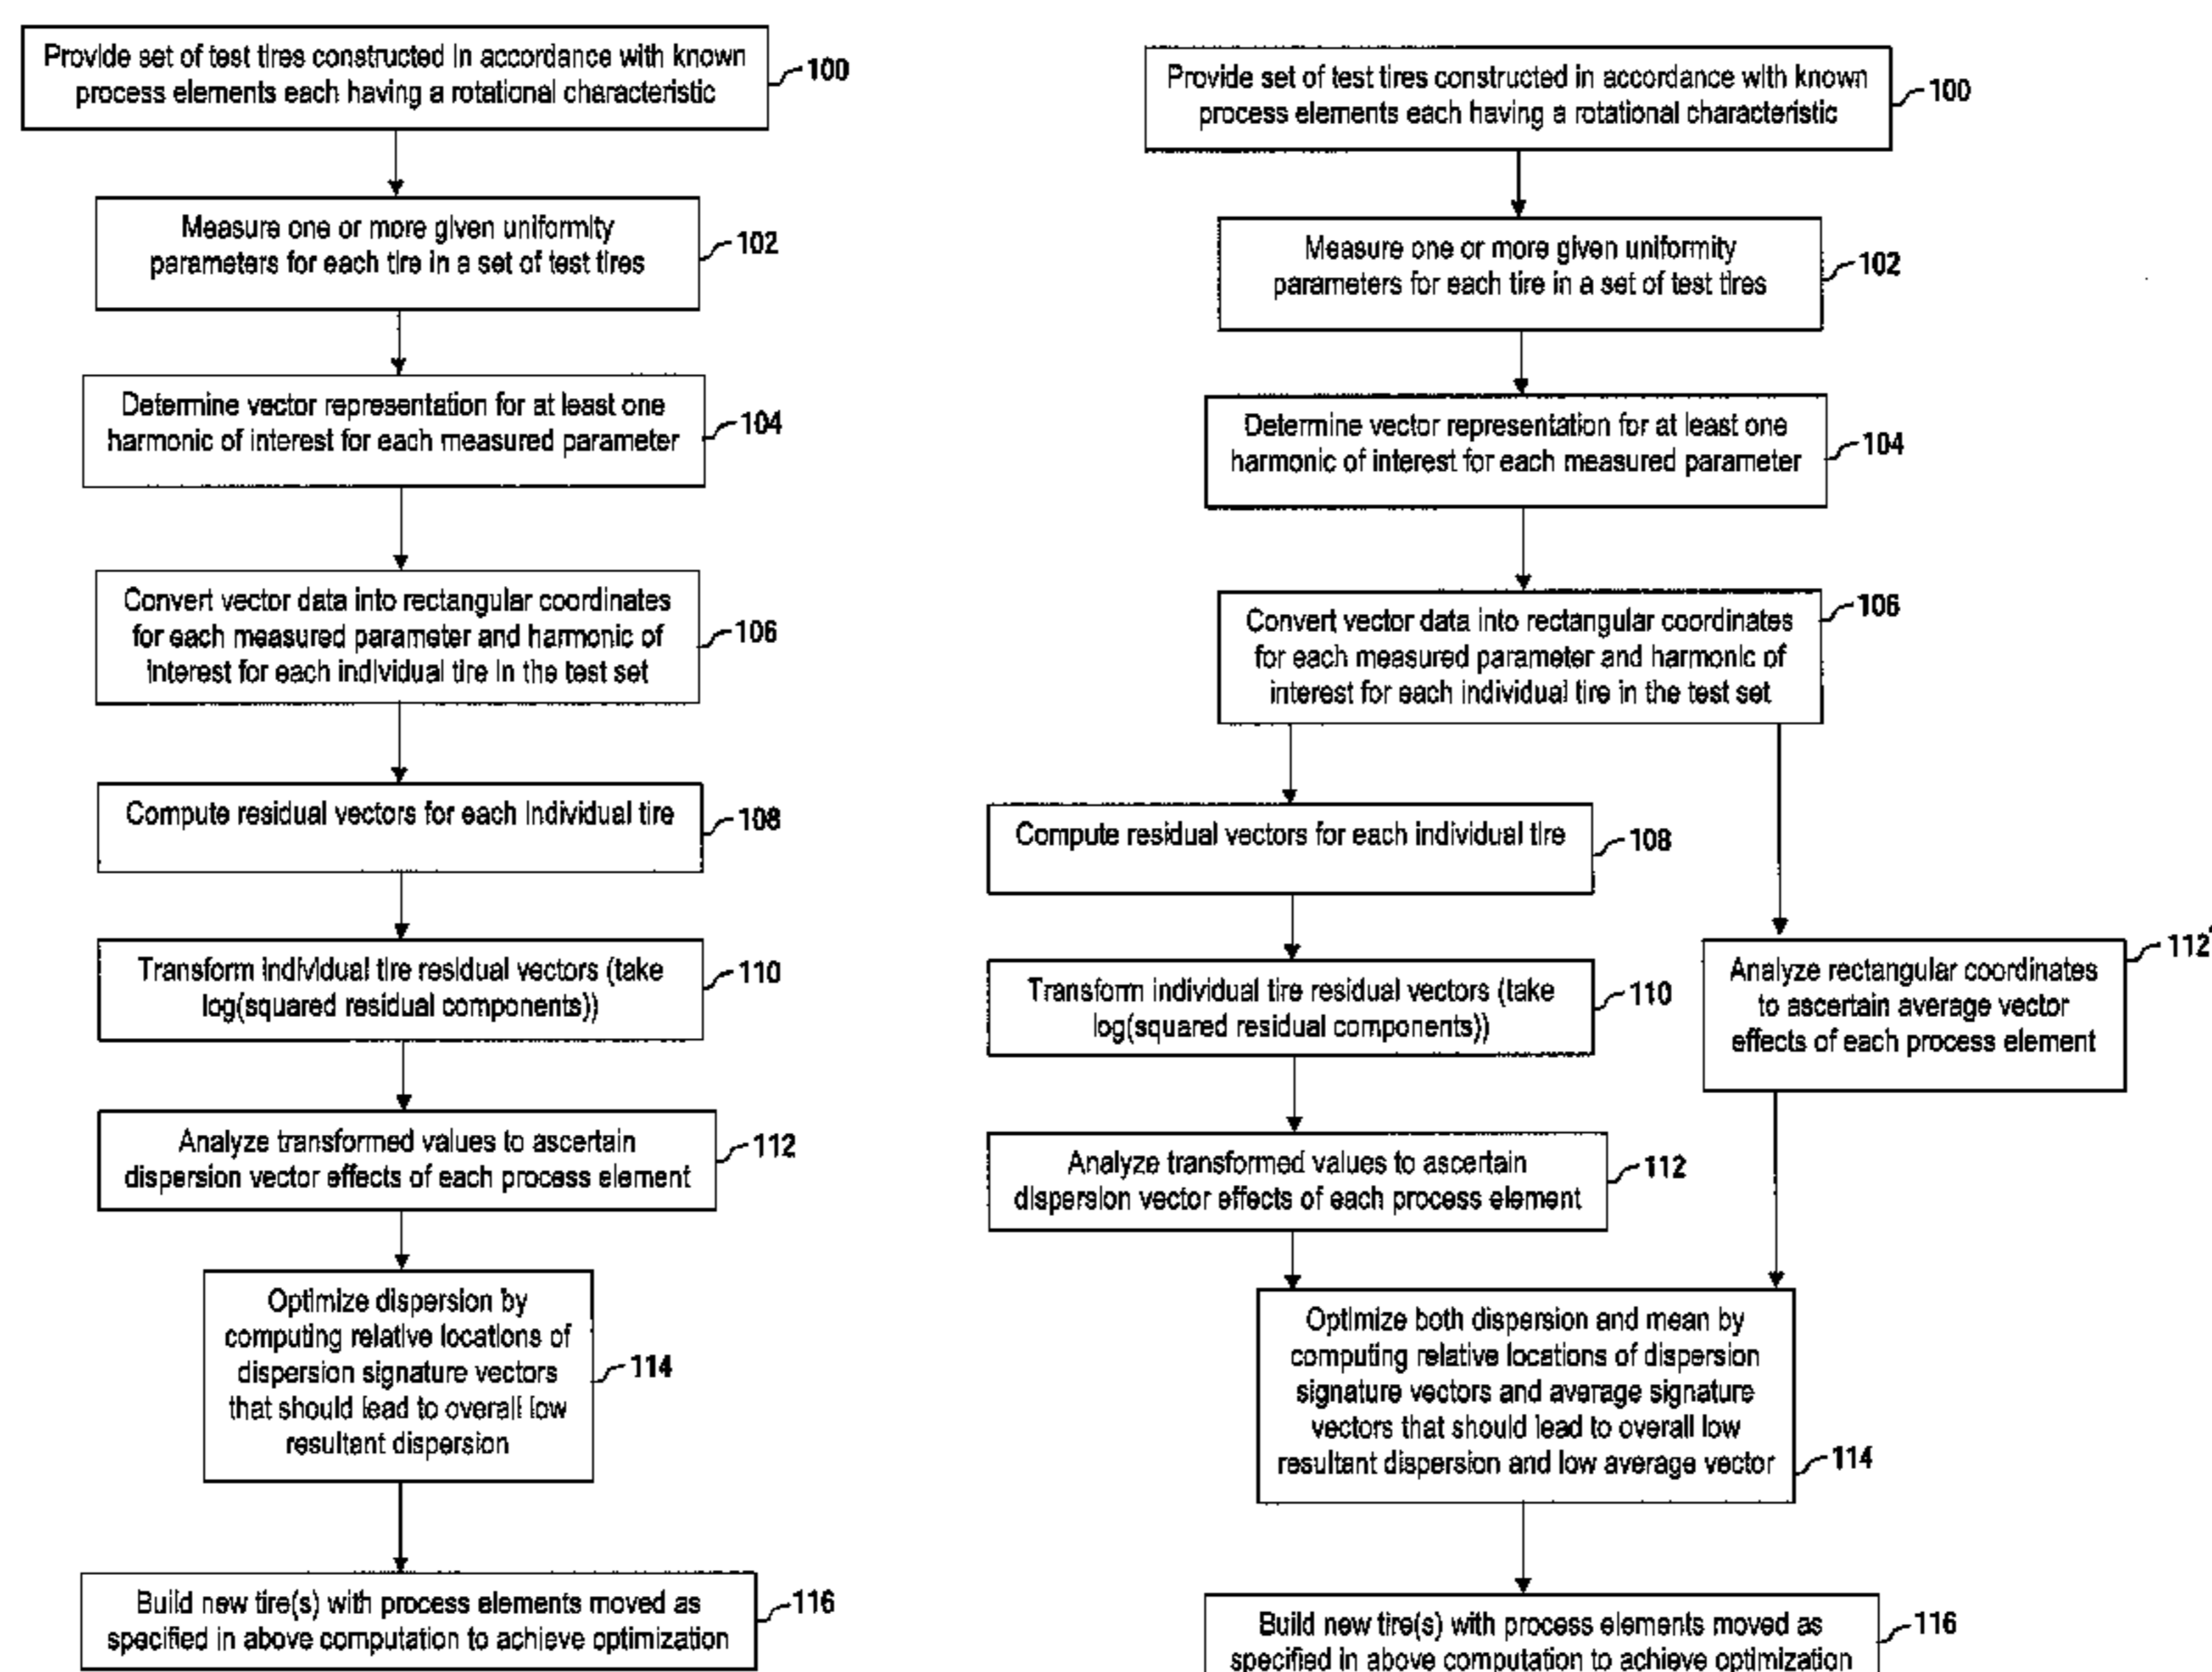 Provide set of test tires constructed in accordance with known
process elements each having a rotational characteristic
100
Measure one or more given uniformity
parameters for each tire in a set of test tires
102
Determine vector representation for at least one
harmonic of interest for each measured parameter
104
Convert vector data into rectangular coordinates
for each measured parameter and harmonic of
interest for each individual tire in the test set
106
Compute residual vectors for each individual tire
108
Transform individual tire residual vectors (take
log(squared residual components))
110
Analyze transformed values to ascertain
dispersion vector effects of each process element
112
Optimize dispersion by
computing relative locations of
dispersion signature vectors
that should lead to overall low
resultant dispersion
114
Build new tire(s) with process elements moved as
specified in above computation to achieve optimization
116
Provide set of test tires constructed in accordance with known
process elements each having a rotational characteristic
100
Measure one or more given uniformity
parameters for each tire in a set of test tires
102
Determine vector representation for at least one
harmonic of interest for each measured parameter
104
Convert vector data into rectangular coordinates
for each measured parameter and harmonic of
interest for each individual tire in the test set
106
Compute residual vectors for each individual tire
108
Transform individual tire residual vectors (take
log(squared residual components))
110
Analyze transformed values to ascertain
dispersion vector effects of each process element
112
Analyze rectangular coordinates
to ascertain average vector
effects of each process element
112'
Optimize both dispersion and mean by
computing relative locations of dispersion
signature vectors and average signature
vectors that should lead to overall low
resultant dispersion and low average vector
114
Build new tire(s) with process elements moved as
specified in above computation to achieve optimization
116